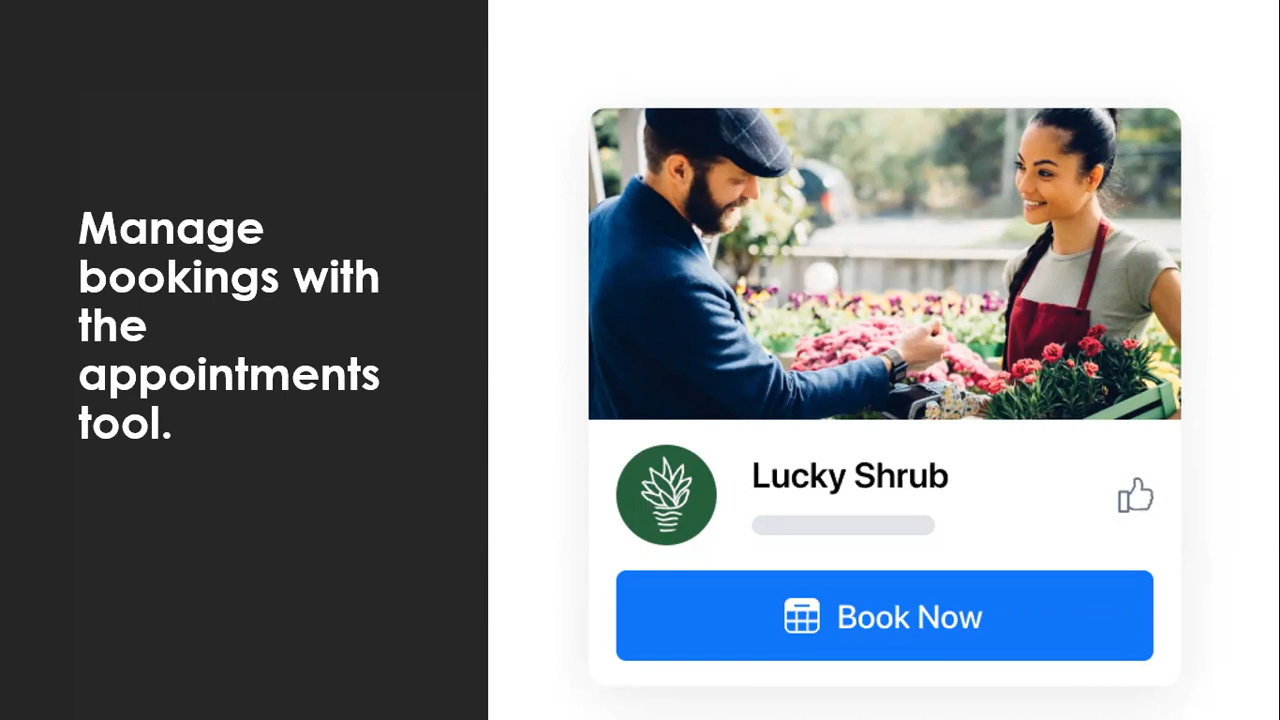 Manage
bookings with
the
appointments
tool.
Lucky Shrub
Book Now